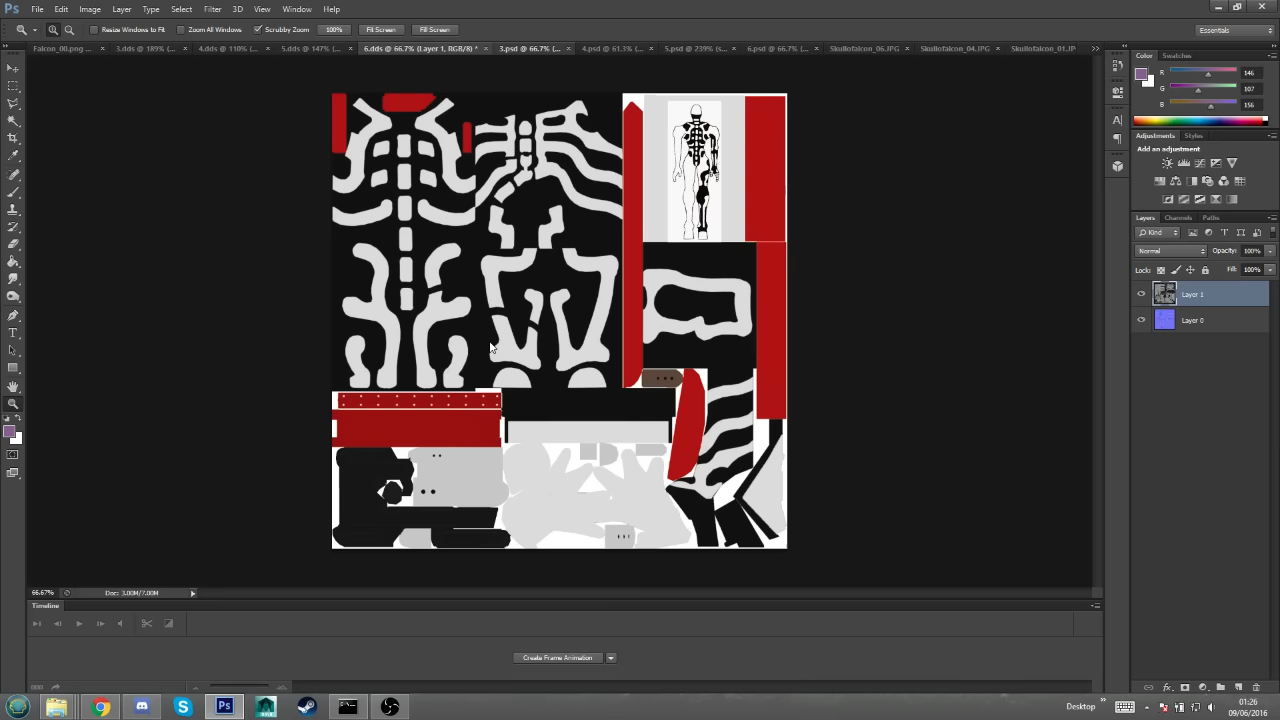 Ps File Edit Image Layer Type Select Filter 3D View Window Help
Resize Windows to Fit Zoom All Windows Scrubby Zoom 100% Fit Screen Fill Screen Essentials
Falcon_00.png ... × 3.dds @ 189% ... × 4.dds @ 110% ... × 5.dds @ 147% (... × 6.dds @ 66.7% (Layer 1, RGB/8) * × 3.psd @ 66.7% (... × 4.psd @ 61.3% (... × 5.psd @ 239% (s... × 6.psd @ 66.7% (... × Skullofalcon_06.JPG × Skullofalcon_04.JPG × Skullofalcon_01.JP
Color Swatches
R 146
G 107
B 156
Adjustments Styles
Add an adjustment
Layers Channels Paths
Kind
Normal Opacity: 100%
Locks: Fill: 100%
Layer 1
Layer 0
66.67% Doc: 3.00M/7.00M
Timeline
Create Frame Animation
Ps Desktop 01:26
09/06/2016